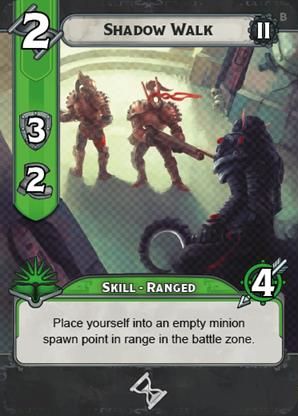 2
SHADOW WALK
II
B
3
2
SKILL - RANGED
4
Place yourself into an empty minion
spawn point in range in the battle zone.